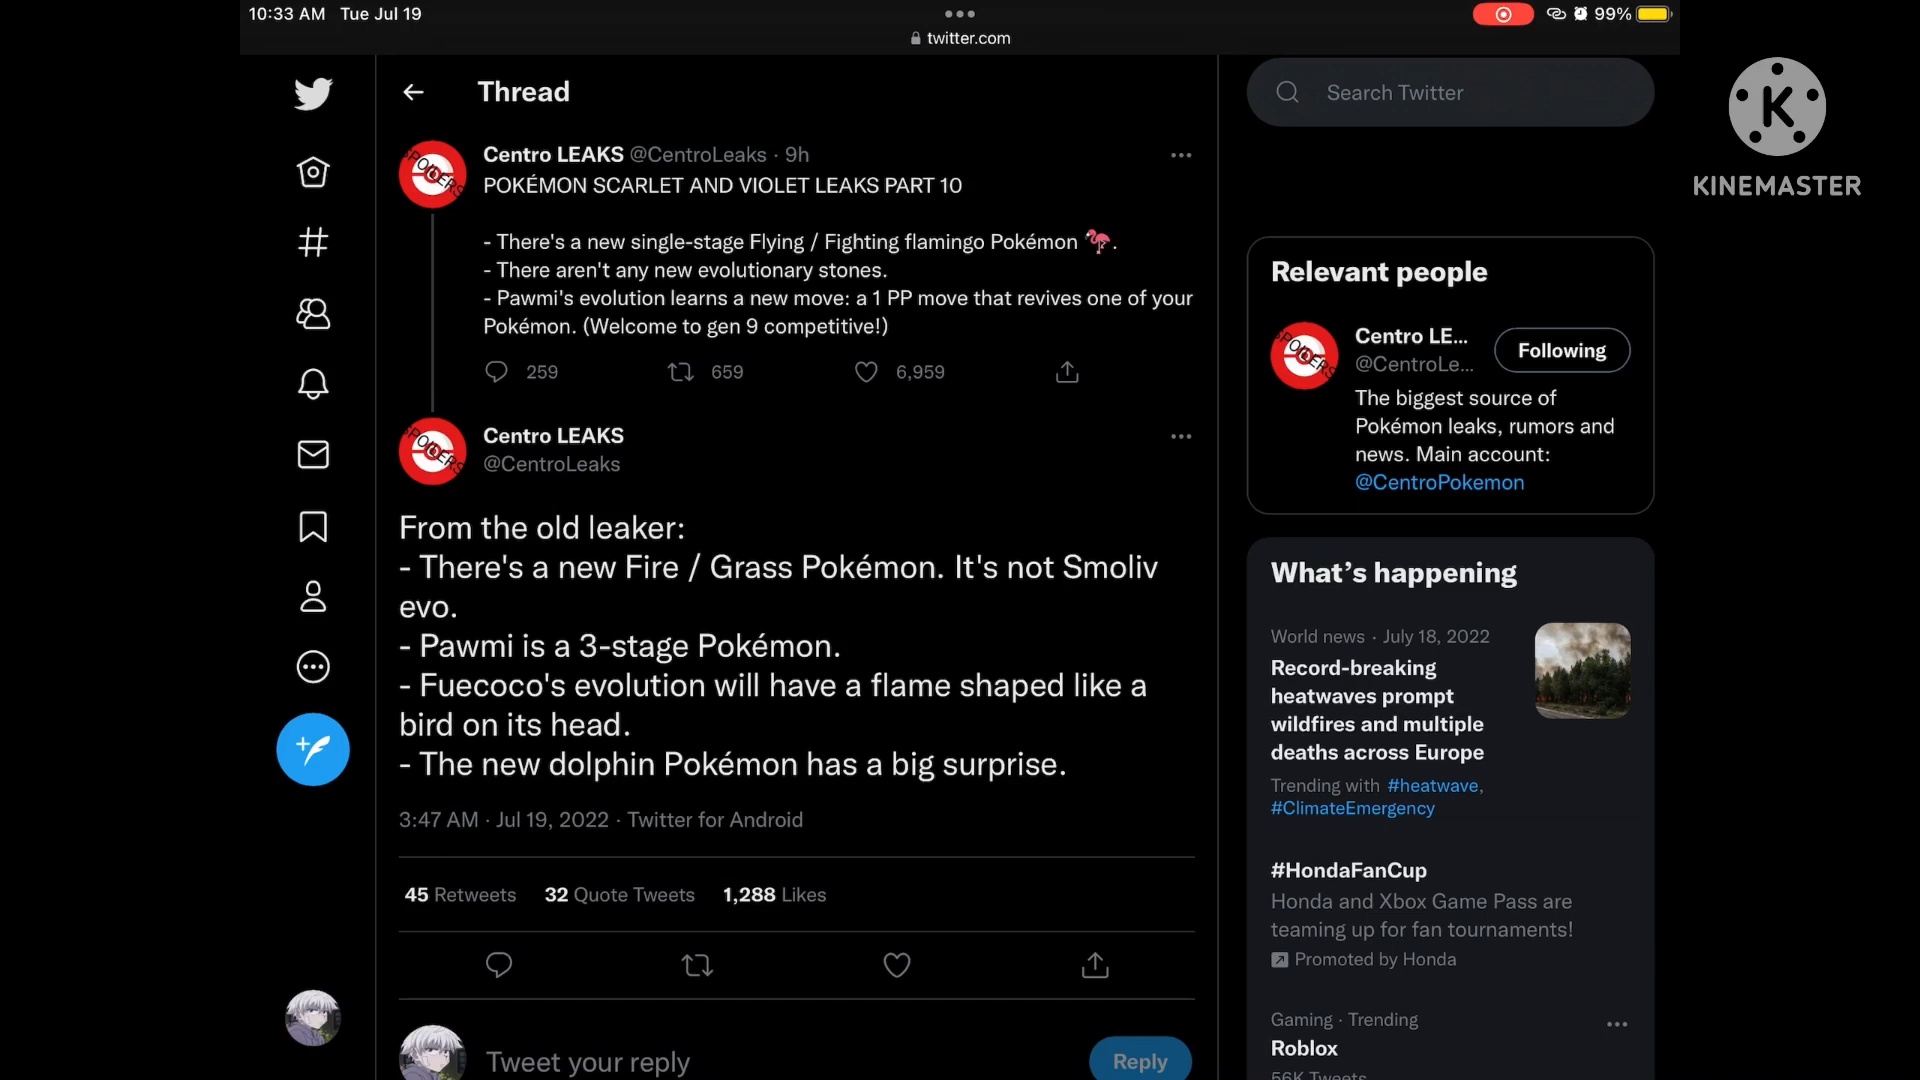 10:33 AM Tue Jul 19
99%
twitter.com
KINEMASTER
Thread
Search Twitter
Centro LEAKS @CentroLeaks · 9h
POKÉMON SCARLET AND VIOLET LEAKS PART 10
- There's a new single-stage Flying / Fighting flamingo Pokémon 🦩.
- There aren't any new evolutionary stones.
- Pawmi's evolution learns a new move: a 1 PP move that revives one of your
Pokémon. (Welcome to gen 9 competitive!)
259 659 6,959
Centro LEAKS
@CentroLeaks
From the old leaker:
- There's a new Fire / Grass Pokémon. It's not Smoliv
evo.
- Pawmi is a 3-stage Pokémon.
- Fuecoco's evolution will have a flame shaped like a
bird on its head.
- The new dolphin Pokémon has a big surprise.
3:47 AM · Jul 19, 2022 · Twitter for Android
45 Retweets 32 Quote Tweets 1,288 Likes
Tweet your reply
Reply
Relevant people
Centro LE...
@CentroLe...
Following
The biggest source of
Pokémon leaks, rumors and
news. Main account:
@CentroPokemon
What's happening
World news · July 18, 2022
Record-breaking
heatwaves prompt
wildfires and multiple
deaths across Europe
Trending with #heatwave,
#ClimateEmergency
#HondaFanCup
Honda and Xbox Game Pass are
teaming up for fan tournaments!
Promoted by Honda
Gaming · Trending
Roblox
56K Tweets